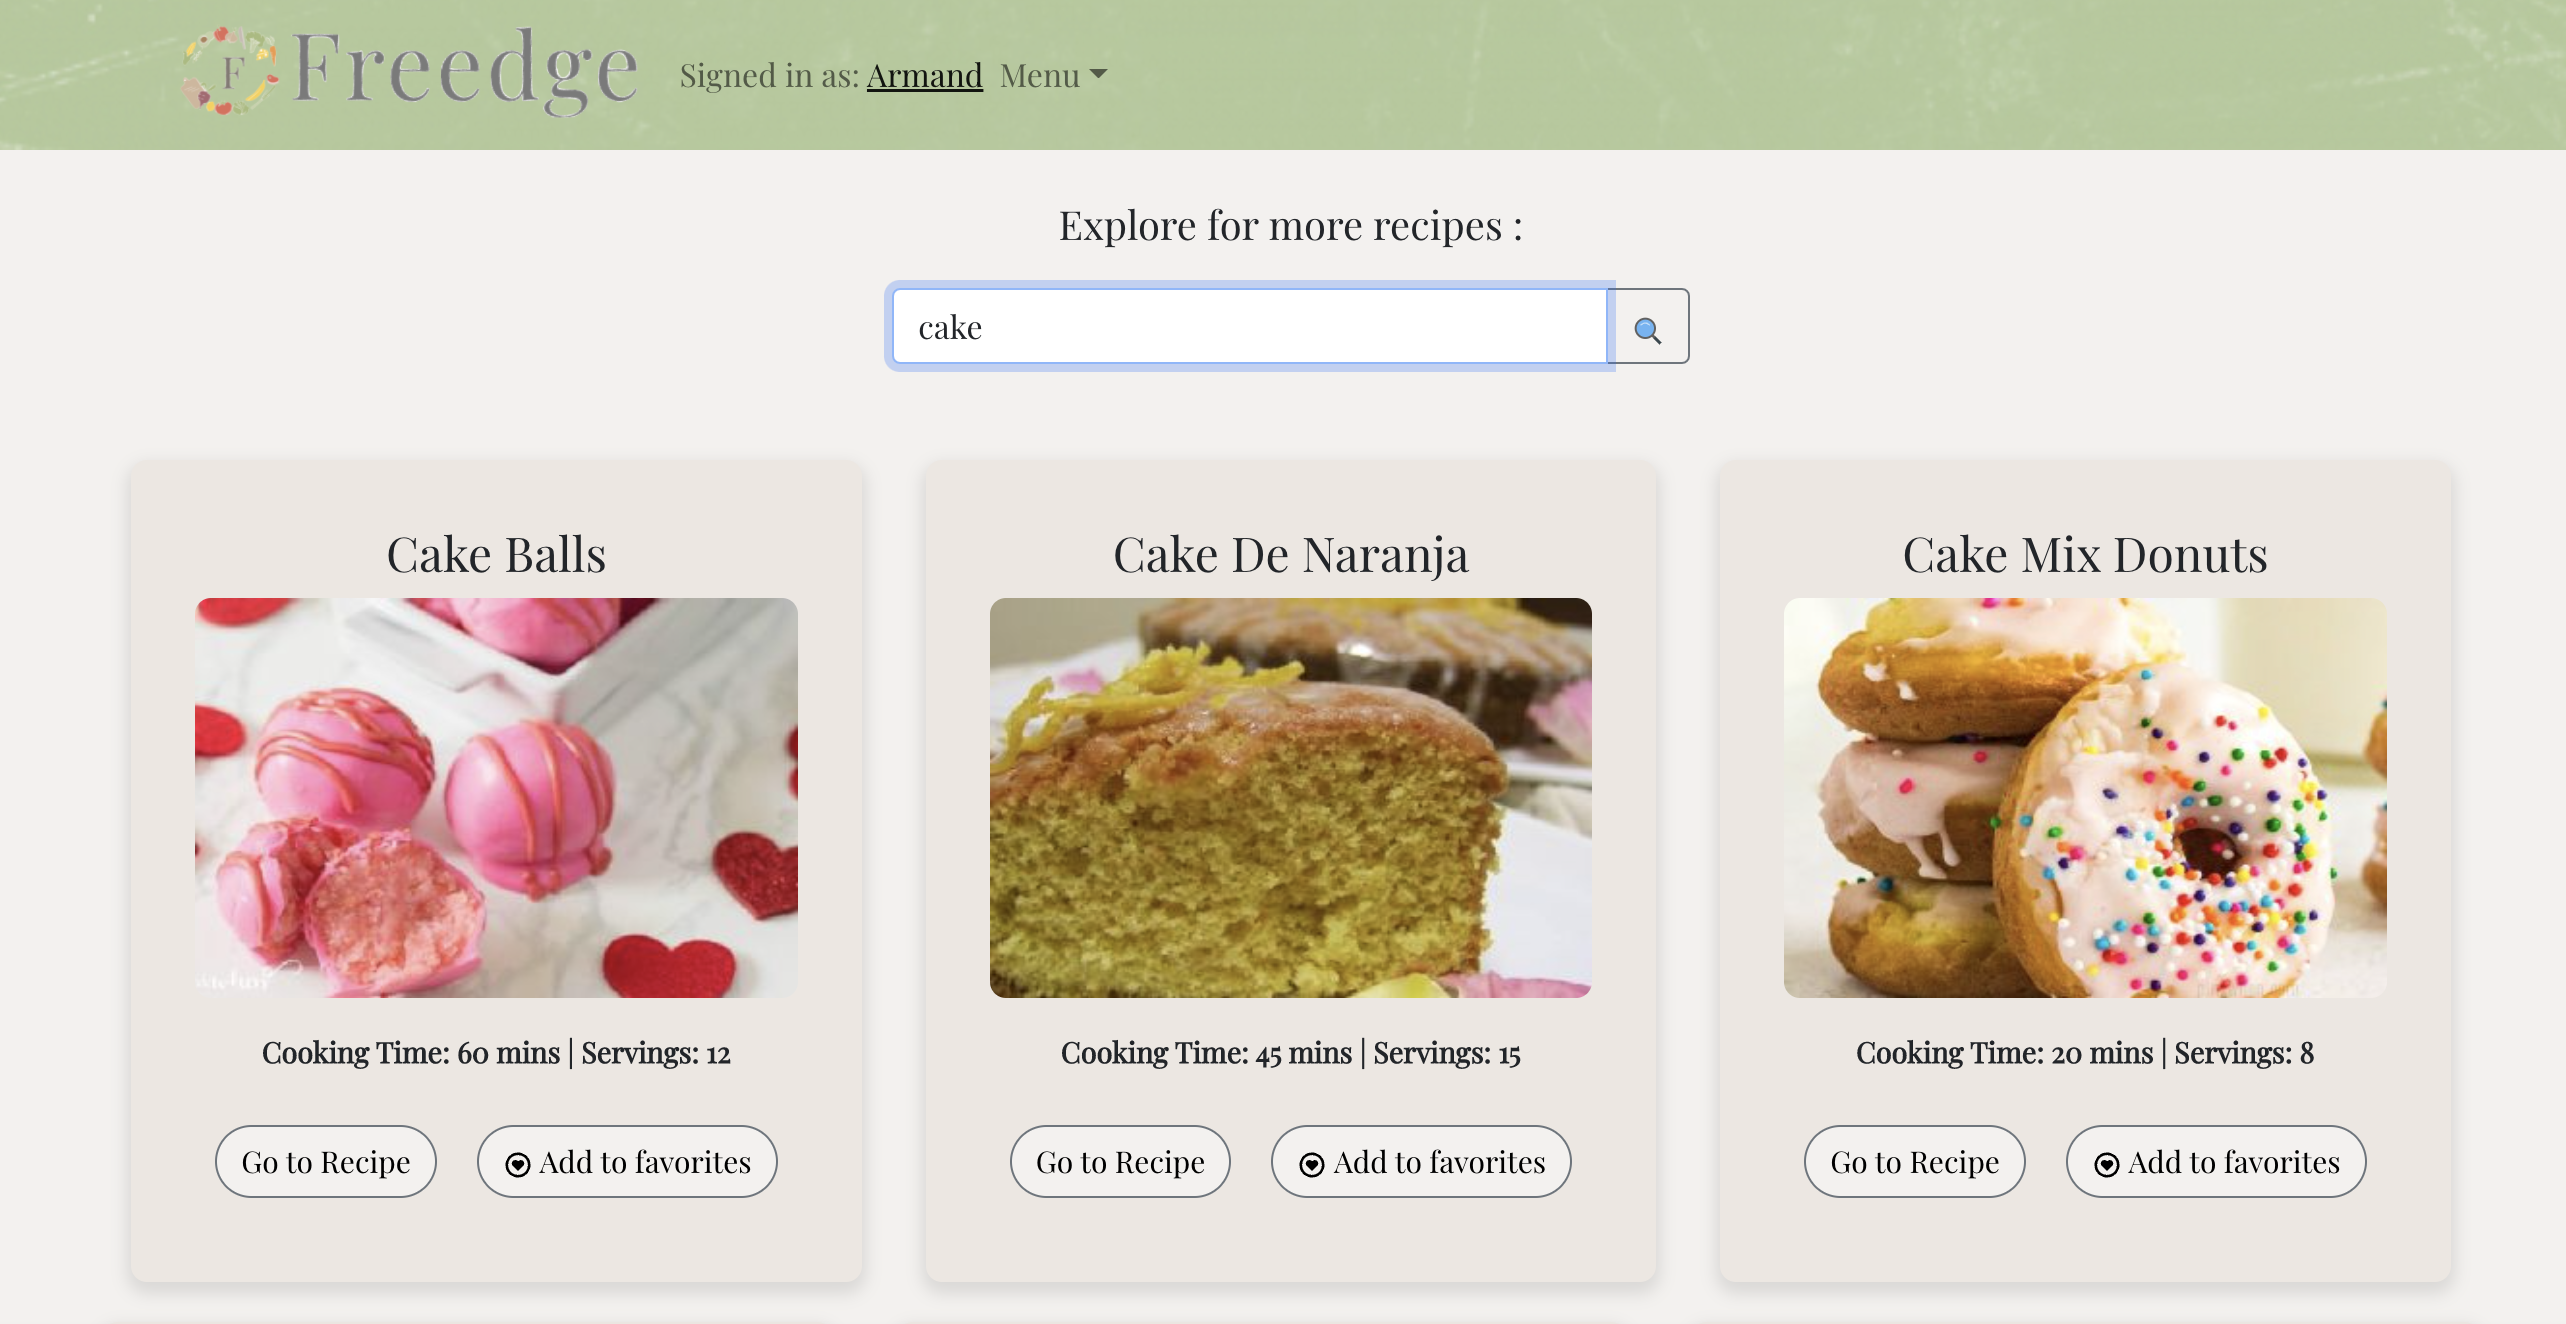 F Freedge Signed in as: Armand Menu
Explore for more recipes :
cake
Cake Balls
Cooking Time: 60 mins | Servings: 12
Go to Recipe Add to favorites
Cake De Naranja
Cooking Time: 45 mins | Servings: 15
Go to Recipe Add to favorites
Cake Mix Donuts
Cooking Time: 20 mins | Servings: 8
Go to Recipe Add to favorites